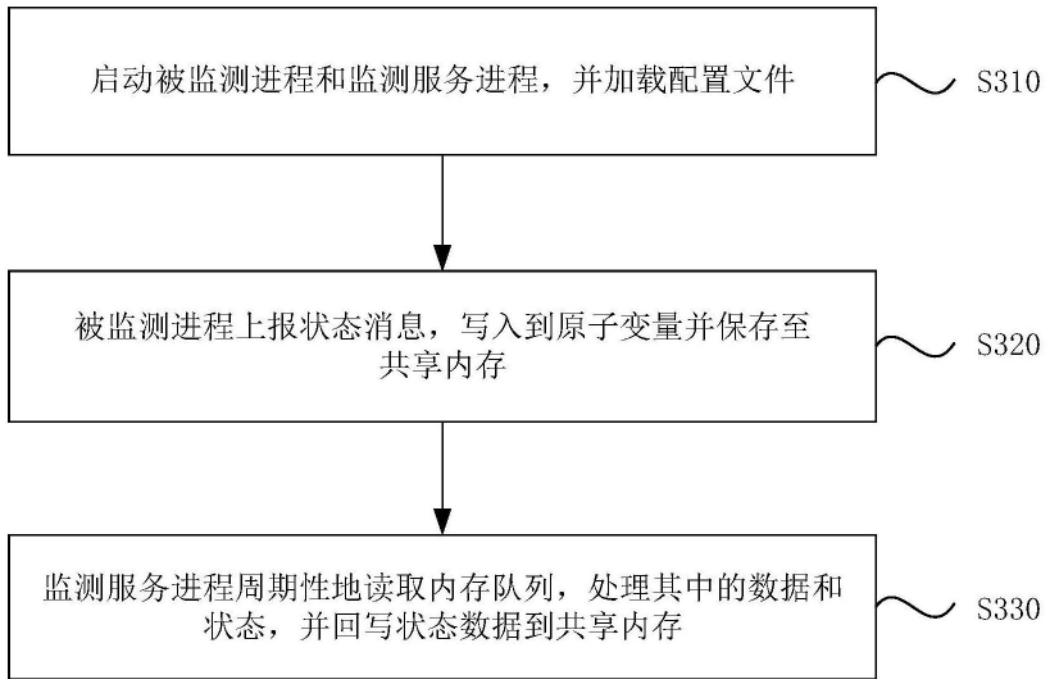 启动被监测进程和监测服务进程，并加载配置文件
S310
被监测进程上报状态消息，写入到原子变量并保存至
共享内存
S320
监测服务进程周期性地读取内存队列，处理其中的数据和
状态，并回写状态数据到共享内存
S330